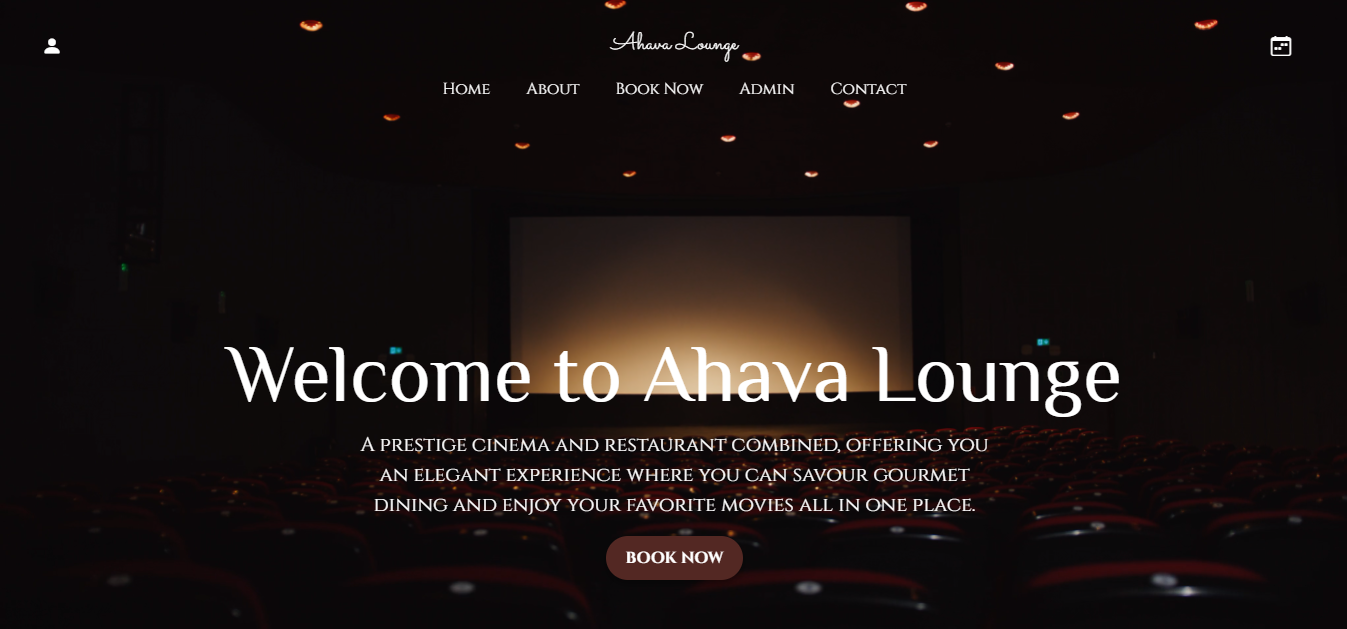 Ahava Lounge
Home About Book Now Admin Contact
Welcome to Ahava Lounge
A prestige cinema and restaurant combined, offering you
an elegant experience where you can savour gourmet
dining and enjoy your favorite movies all in one place.
BOOK NOW